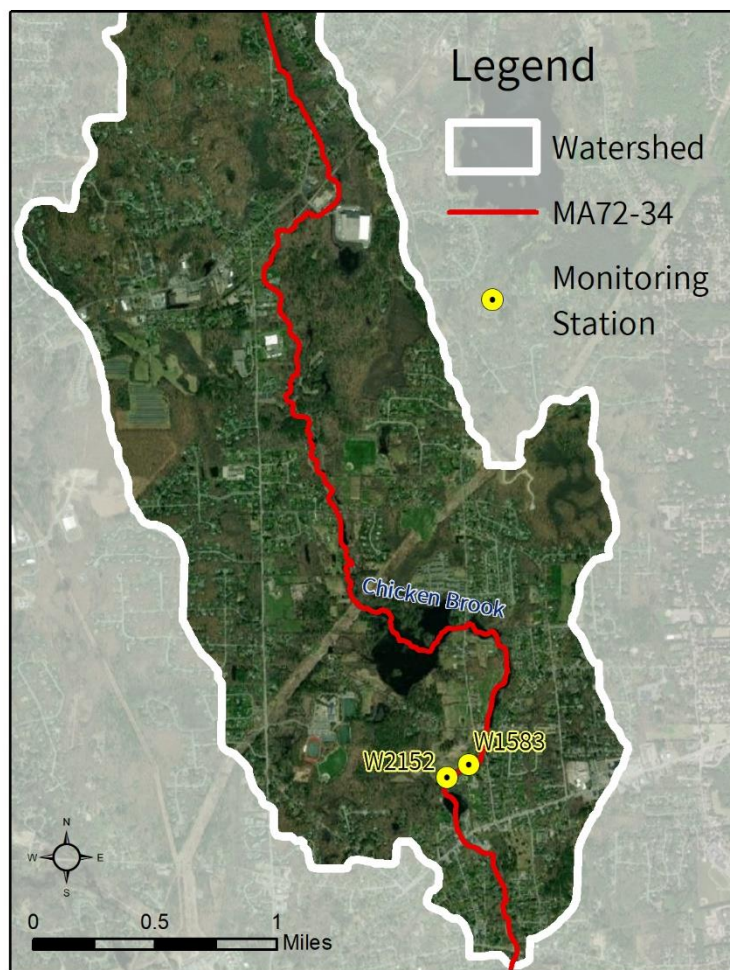 Legend
Watershed
MA72-34
Monitoring
Station
Chicken Brook
W1583
W2152
N
W E
S
0 0.5 1
Miles